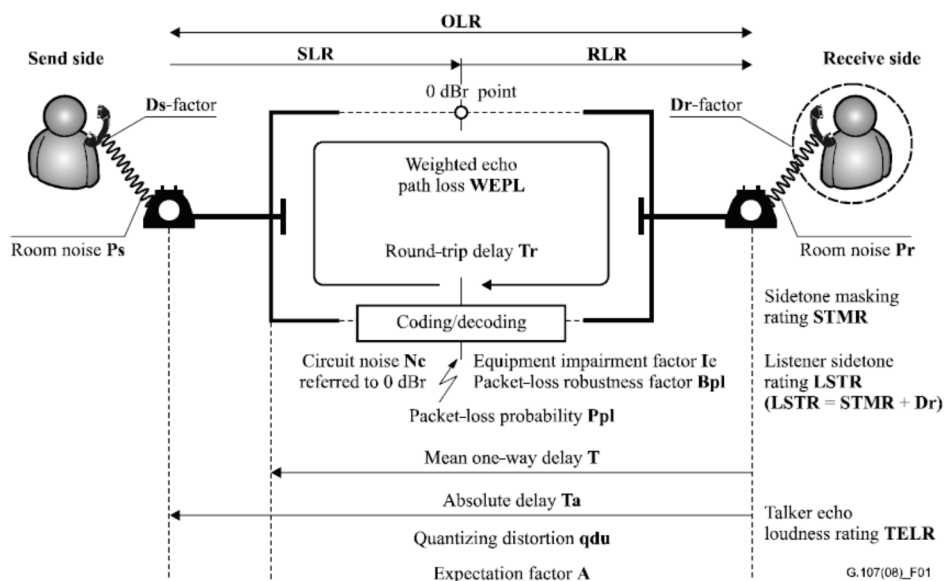 OLR
Send side
SLR
RLR
Receive side
0 dBr point
Ds-factor
Dr-factor
Weighted echo
path loss WEPL
Room noise Ps
Round-trip delay Tr
Room noise Pr
Coding/decoding
Sidetone masking
rating STMR
Circuit noise Nc
referred to 0 dBr
Equipment impairment factor Ie
Packet-loss robustness factor Bpl
Listener sidetone
rating LSTR
(LSTR = STMR + Dr)
Packet-loss probability Ppl
Mean one-way delay T
Absolute delay Ta
Talker echo
loudness rating TELR
Quantizing distortion qdu
Expectation factor A
G.107(08)_F01